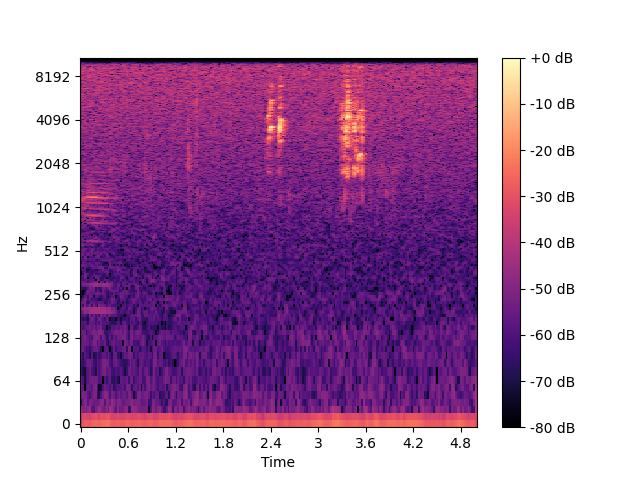 8192
4096
2048
1024
512
256
128
64
0
Hz
0 0.6 1.2 1.8 2.4 3 3.6 4.2 4.8
Time
+0 dB
-10 dB
-20 dB
-30 dB
-40 dB
-50 dB
-60 dB
-70 dB
-80 dB